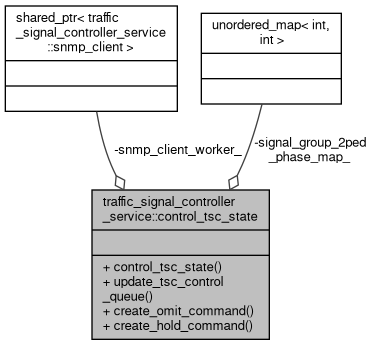 shared_ptr< traffic
_signal_controller_service
::snmp_client >
unordered_map< int,
int >
-snmp_client_worker_
-signal_group_2ped
_phase_map_
traffic_signal_controller
_service::control_tsc_state
+ control_tsc_state()
+ update_tsc_control
_queue()
+ create_omit_command()
+ create_hold_command()